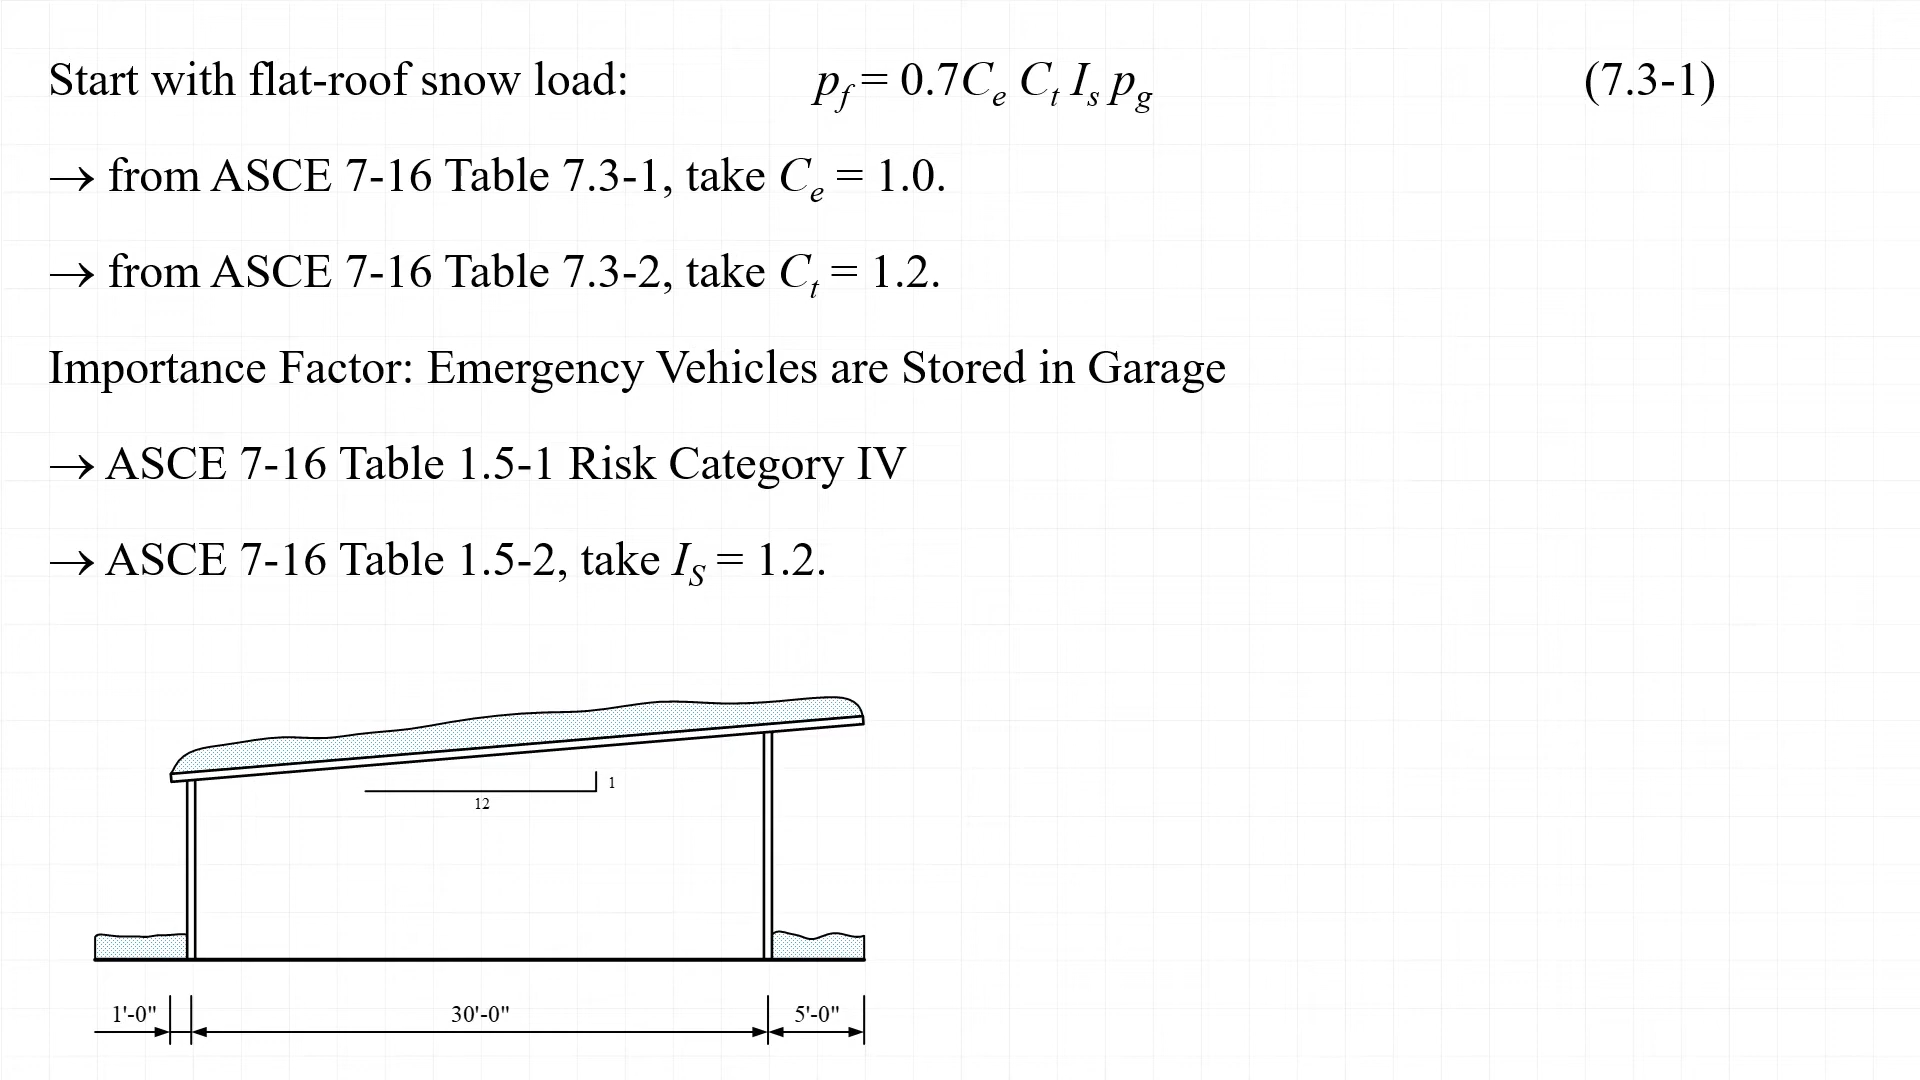 Start with flat-roof snow load: p_f = 0.7C_e C_t I_s p_g (7.3-1)
→ from ASCE 7-16 Table 7.3-1, take C_e = 1.0.
→ from ASCE 7-16 Table 7.3-2, take C_t = 1.2.
Importance Factor: Emergency Vehicles are Stored in Garage
→ ASCE 7-16 Table 1.5-1 Risk Category IV
→ ASCE 7-16 Table 1.5-2, take I_S = 1.2.
1
12
1'-0" 30'-0" 5'-0"